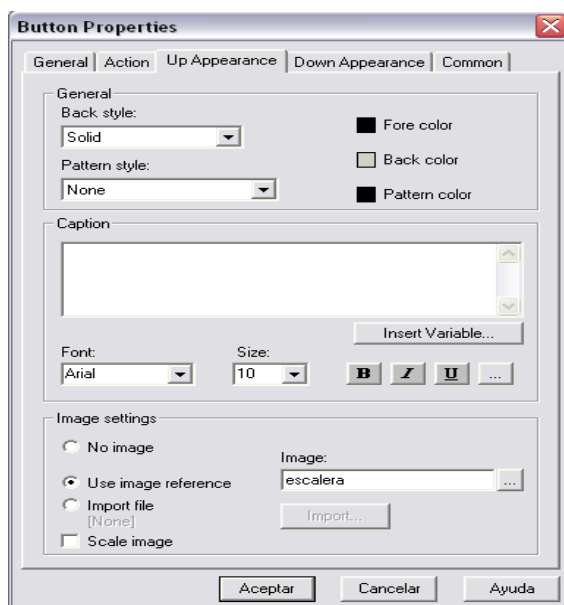 Button Properties
General Action Up Appearance Down Appearance Common
General
Back style:
Solid
Fore color
Back color
Pattern style:
None
Pattern color
Caption
Insert Variable...
Font:
Size:
Arial
10
B I U ...
Image settings
No image
Image:
Use image reference
escalera
...
Import file
[None]
Import...
Scale image
Aceptar Cancelar Ayuda